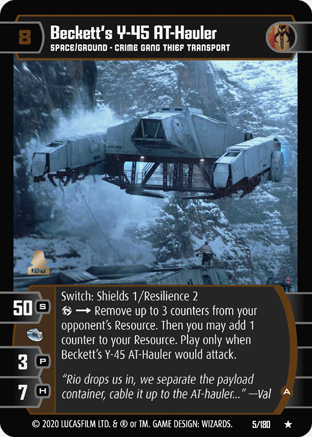 8
Beckett's Y-45 AT-Hauler
SPACE/GROUND - CRIME GANG THIEF TRANSPORT
50 S
3 P
7 H
Switch: Shields 1/Resilience 2
→ Remove up to 3 counters from your
opponent's Resource. Then you may add 1
counter to your Resource. Play only when
Beckett's Y-45 AT-Hauler would attack.
"Rio drops us in, we separate the payload
container, cable it up to the AT-hauler..." —Val
A
© 2020 LUCASFILM LTD. & ® or TM. GAME DESIGN: WIZARDS.
5/180 ★